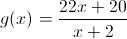 g(x) = \frac{22x + 20}{x + 2}